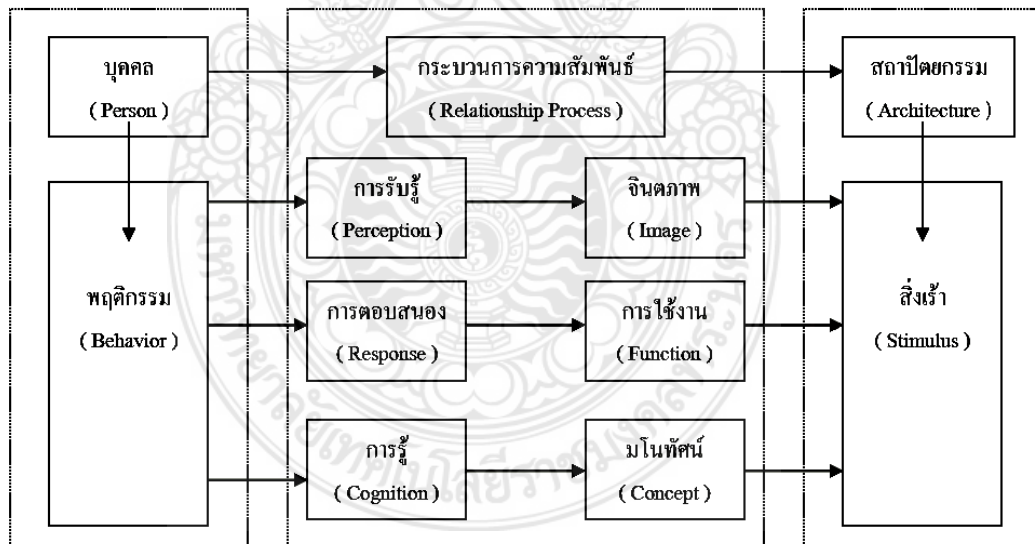 บุคคล
( Person )
กระบวนการความสัมพันธ์
( Relationship Process )
สถาปัตยกรรม
( Architecture )
การรับรู้
( Perception )
จินตภาพ
( Image )
พฤติกรรม
( Behavior )
การตอบสนอง
( Response )
การใช้งาน
( Function )
สิ่งเร้า
( Stimulus )
การรู้
( Cognition )
มโนทัศน์
( Concept )